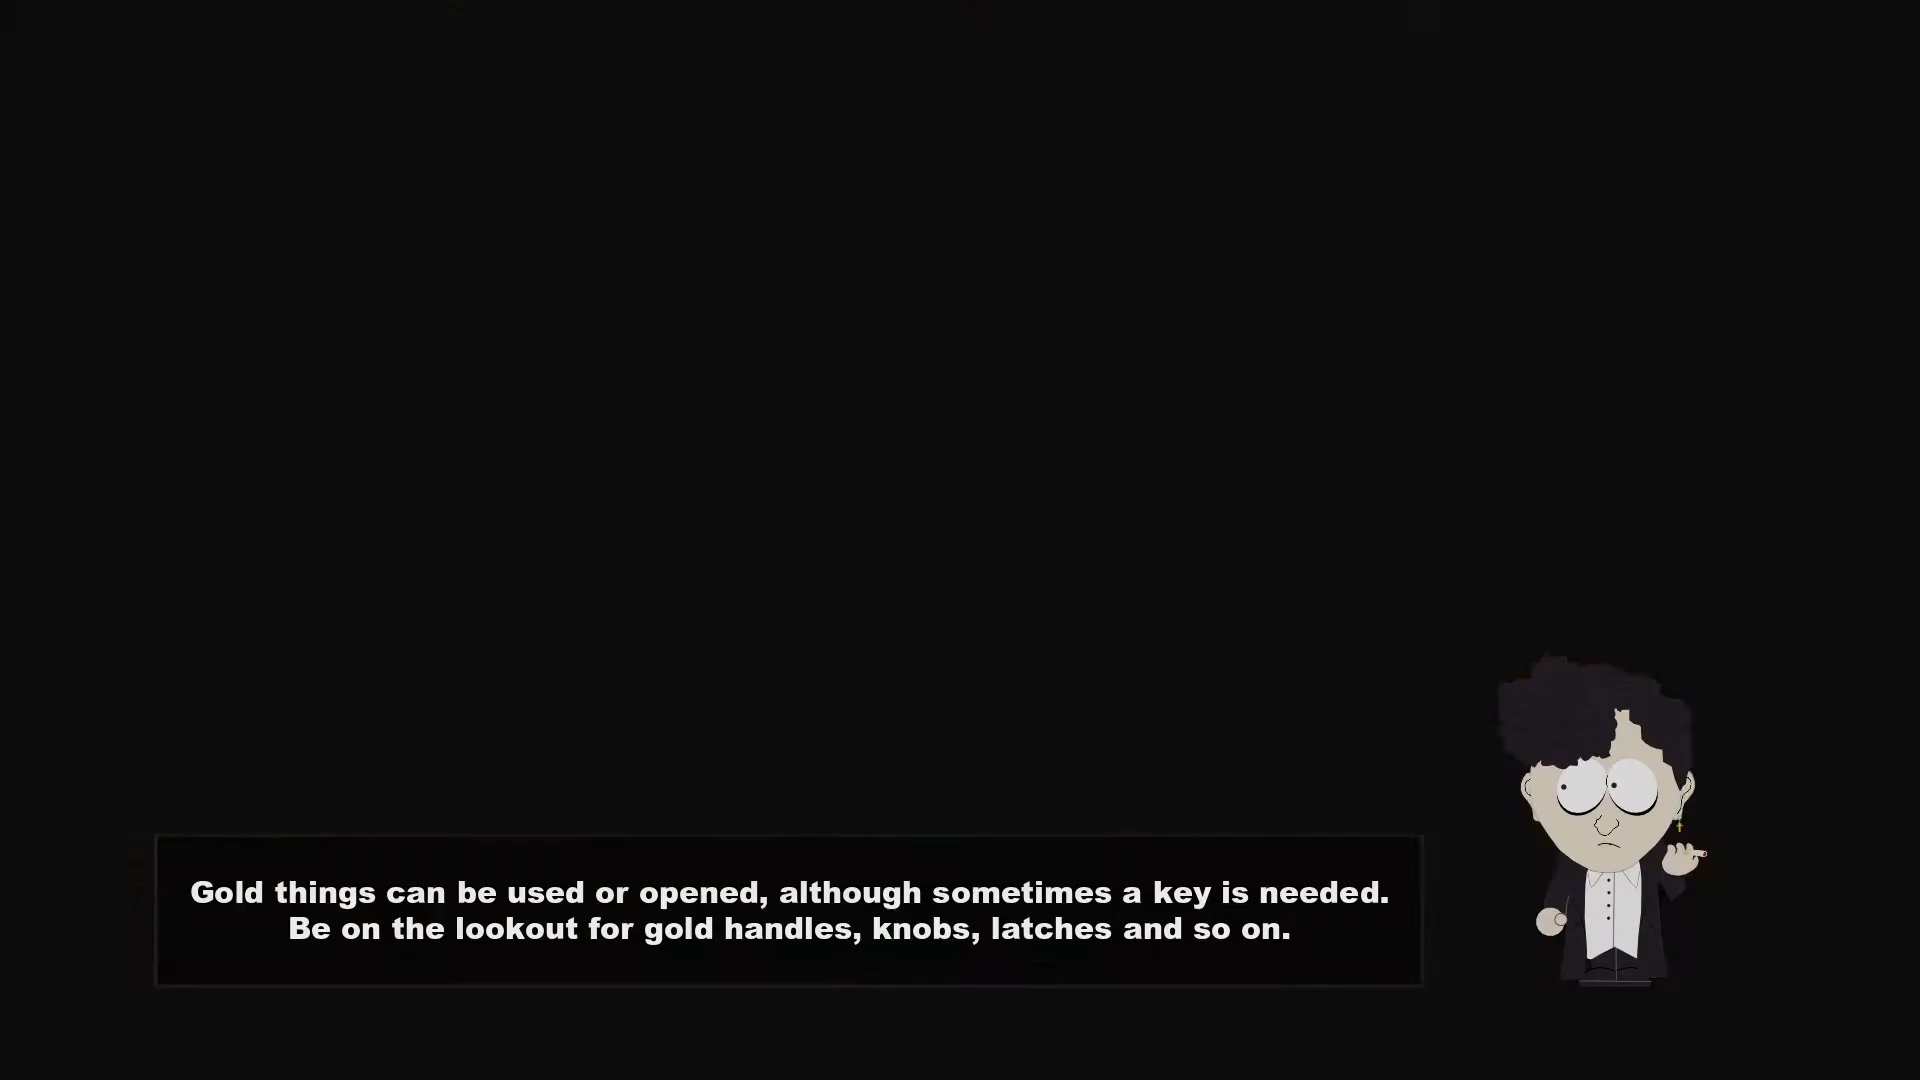 Gold things can be used or opened, although sometimes a key is needed.
Be on the lookout for gold handles, knobs, latches and so on.